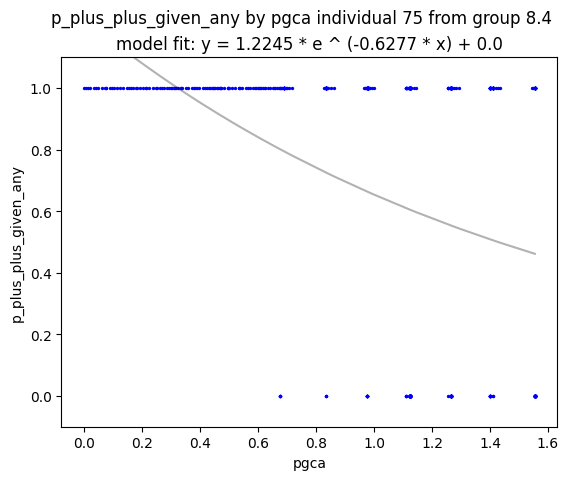 p_plus_plus_given_any by pgca individual 75 from group 8.4
model fit: y = 1.2245 * e ^ (-0.6277 * x) + 0.0
1.0
0.8
0.6
0.4
0.2
0.0
p_plus_plus_given_any
0.0 0.2 0.4 0.6 0.8 1.0 1.2 1.4 1.6
pgca